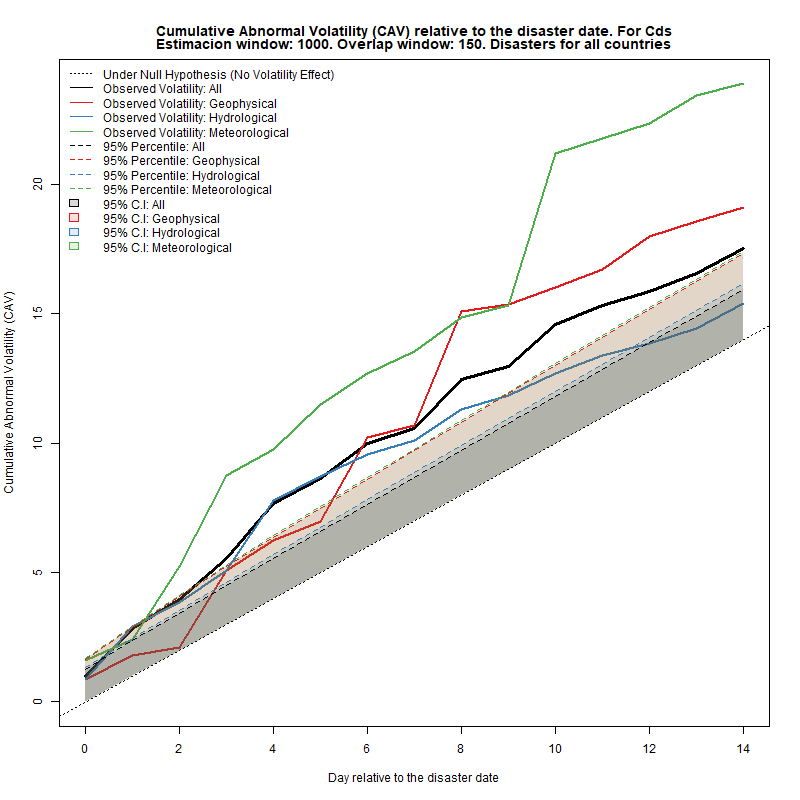 Cumulative Abnormal Volatility (CAV) relative to the disaster date. For Cds
Estimacion window: 1000. Overlap window: 150. Disasters for all countries
Under Null Hypothesis (No Volatility Effect)
Observed Volatility: All
Observed Volatility: Geophysical
Observed Volatility: Hydrological
Observed Volatility: Meteorological
95% Percentile: All
95% Percentile: Geophysical
95% Percentile: Hydrological
95% Percentile: Meteorological
95% C.I: All
95% C.I: Geophysical
95% C.I: Hydrological
95% C.I: Meteorological
Cumulative Abnormal Volatility (CAV)
20
15
10
5
0
0 2 4 6 8 10 12 14
Day relative to the disaster date